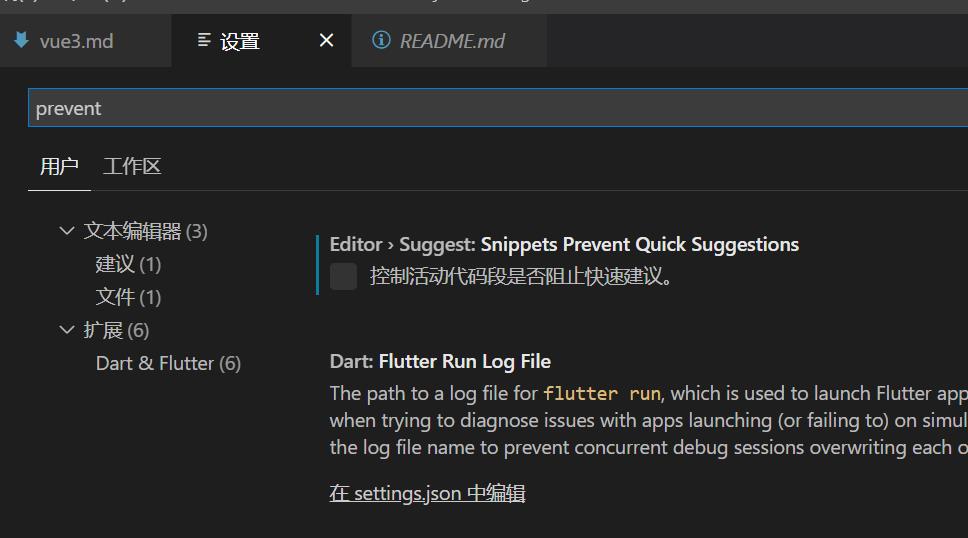 vue3.md
设置
README.md
prevent
用户
工作区
文本编辑器 (3)
建议 (1)
文件 (1)
扩展 (6)
Dart & Flutter (6)
Editor › Suggest: Snippets Prevent Quick Suggestions
控制活动代码段是否阻止快速建议。
Dart: Flutter Run Log File
The path to a log file for flutter run, which is used to launch Flutter app
when trying to diagnose issues with apps launching (or failing to) on simul
the log file name to prevent concurrent debug sessions overwriting each o
在 settings.json 中编辑